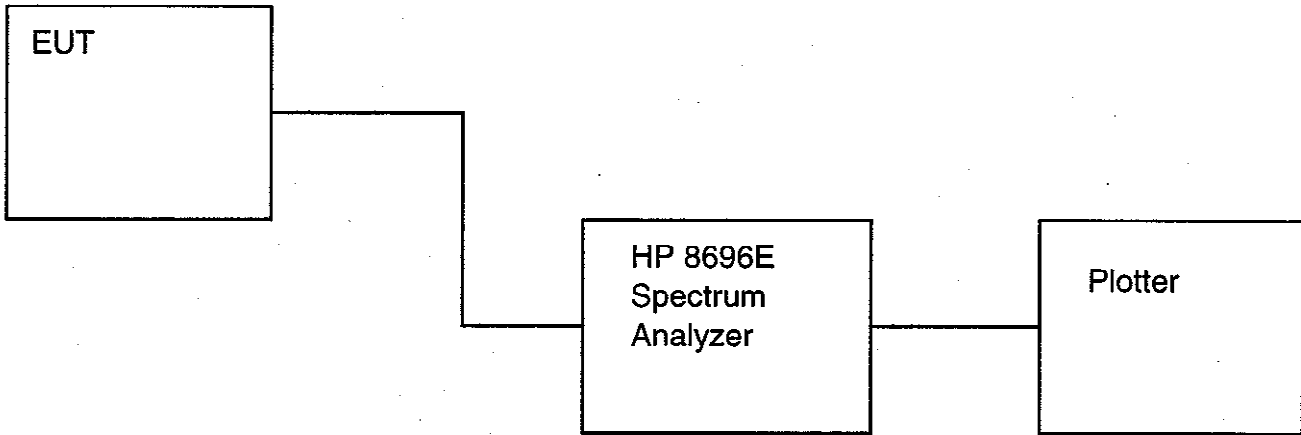 EUT
HP 8696E
Spectrum
Analyzer
Plotter